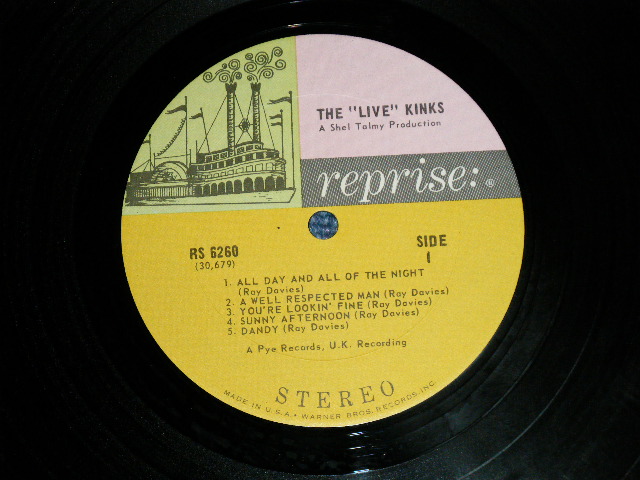 THE "LIVE" KINKS
A Shel Talmy Production
reprise:
RS 6260
(30,679)
SIDE
1
1. ALL DAY AND ALL OF THE NIGHT
(Ray Davies)
2. A WELL RESPECTED MAN (Ray Davies)
3. YOU'RE LOOKIN' FINE (Ray Davies)
4. SUNNY AFTERNOON (Ray Davies)
5. DANDY (Ray Davies)
A Pye Records, U.K. Recording
STEREO
MADE IN U.S.A. • WARNER BROS. RECORDS INC.